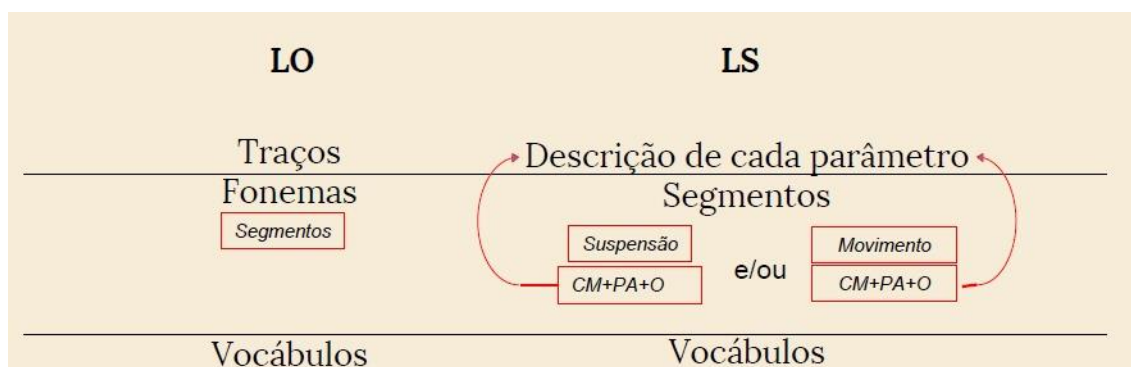 LO LS
Traços Descrição de cada parâmetro
Fonemas Segmentos
Segmentos Suspensão e/ou Movimento
CM+PA+O CM+PA+O
Vocábulos Vocábulos